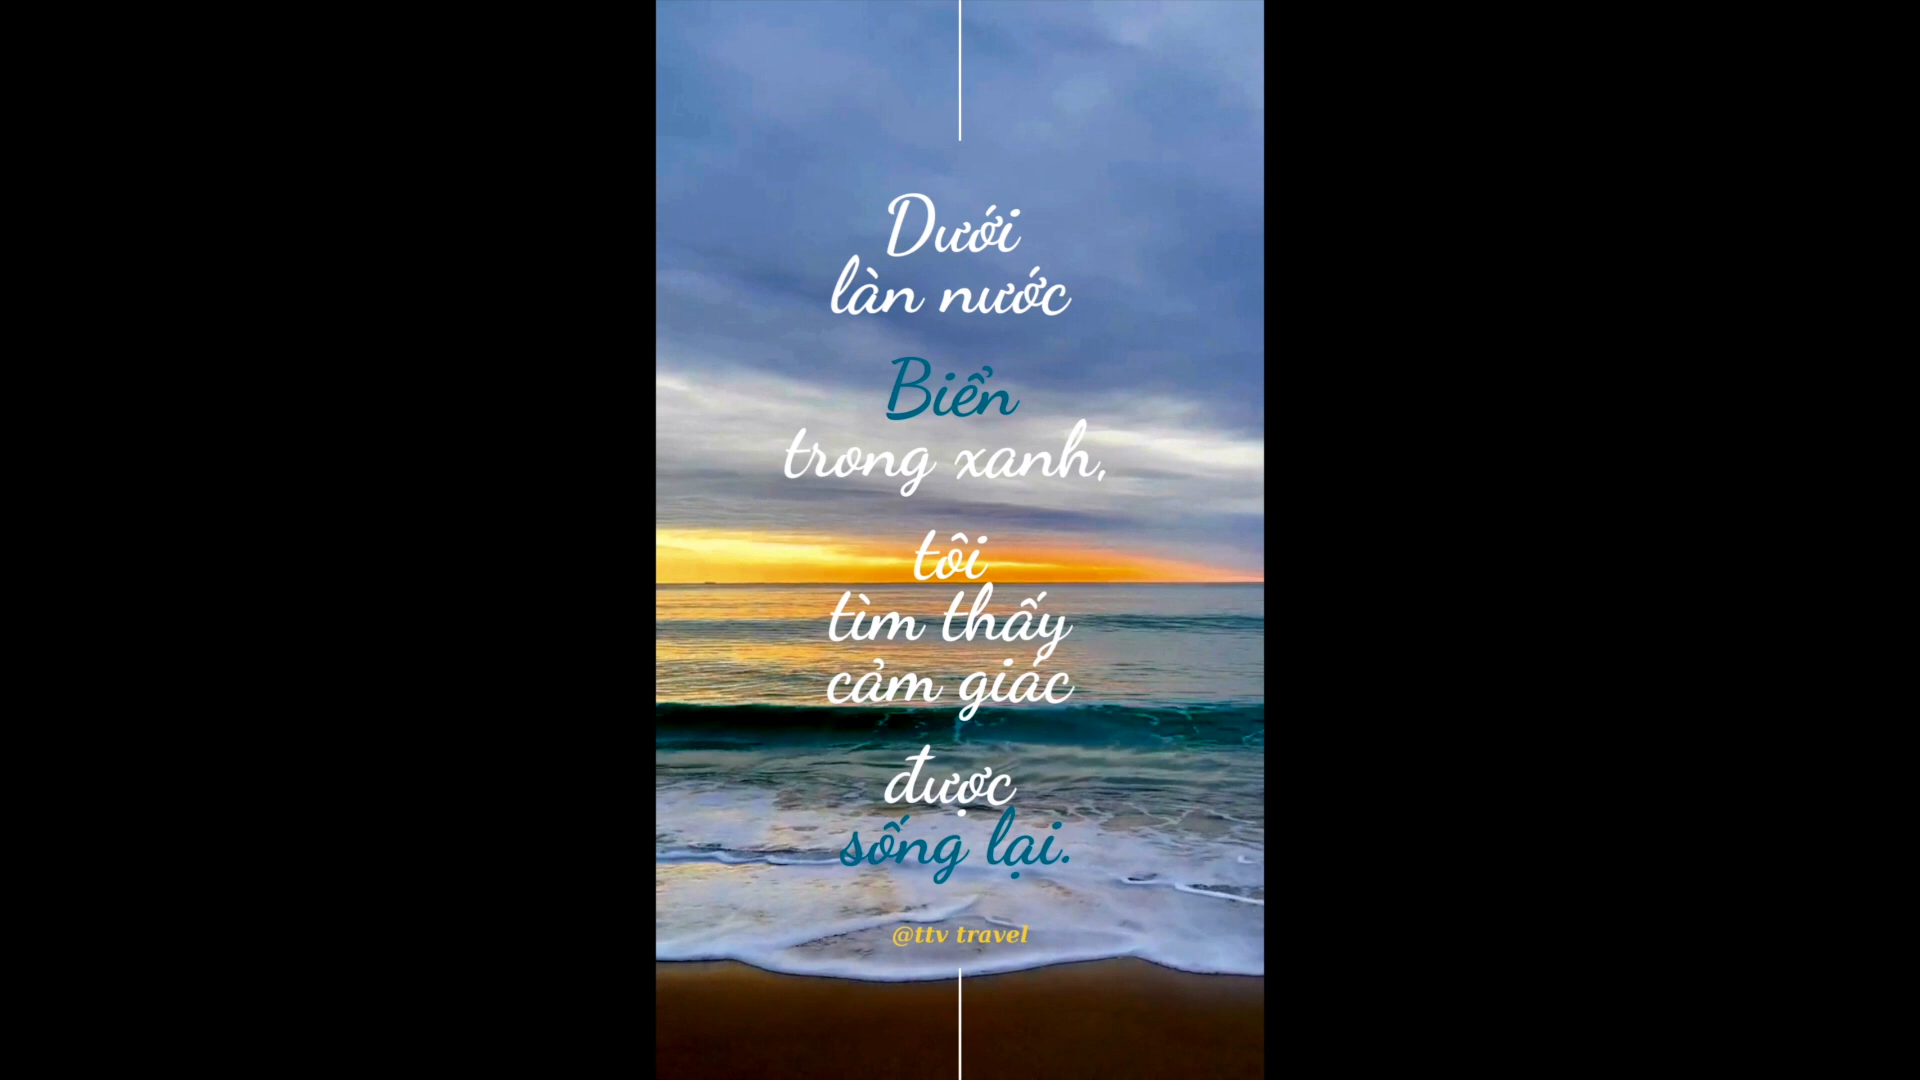 Dưới
làn nước
Biển
trong xanh,
tôi
tìm thấy
cảm giác
được
sống lại.
@ttv travel